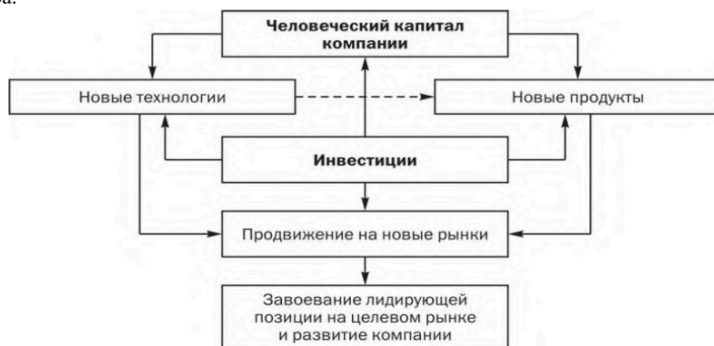 Человеческий капитал
компании
Новые технологии
Новые продукты
Инвестиции
Продвижение на новые рынки
Завоевание лидирующей
позиции на целевом рынке
и развитие компании